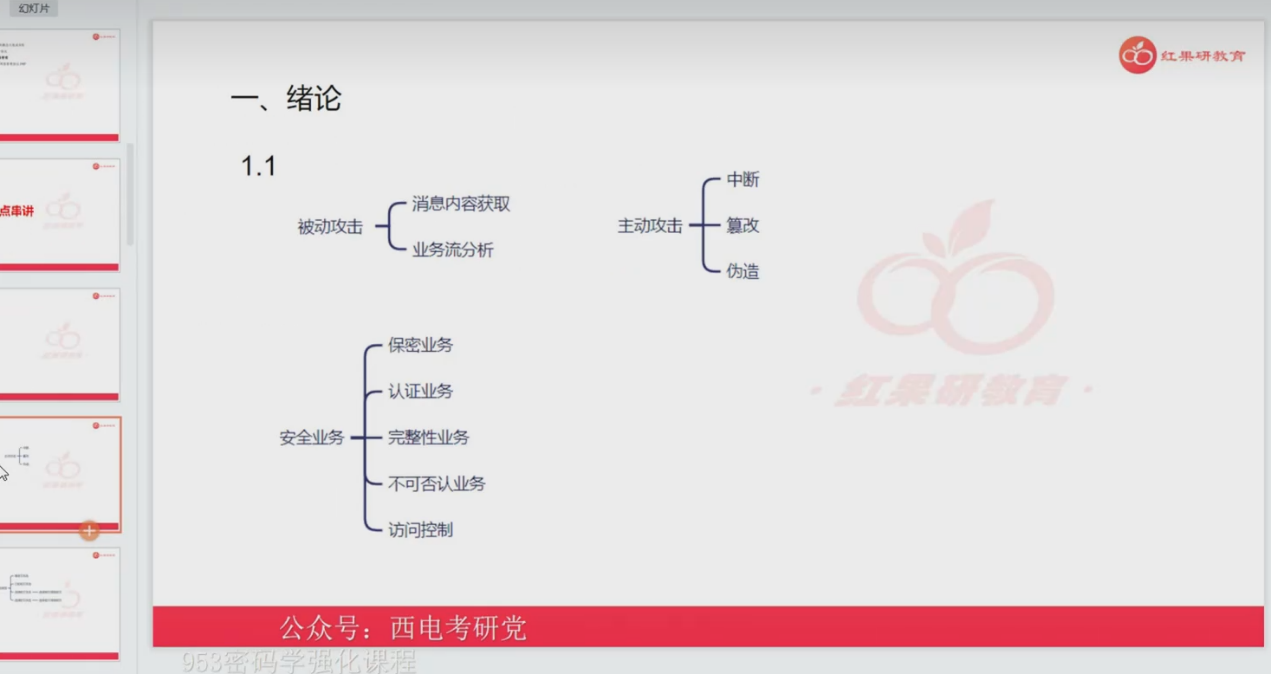 幻灯片
点串讲
红果研教育
一、绪论
1.1
被动攻击
消息内容获取
业务流分析
主动攻击
中断
篡改
伪造
安全业务
保密业务
认证业务
完整性业务
不可否认业务
访问控制
·红果研教育·
公众号：西电考研党
953密码学强化课程